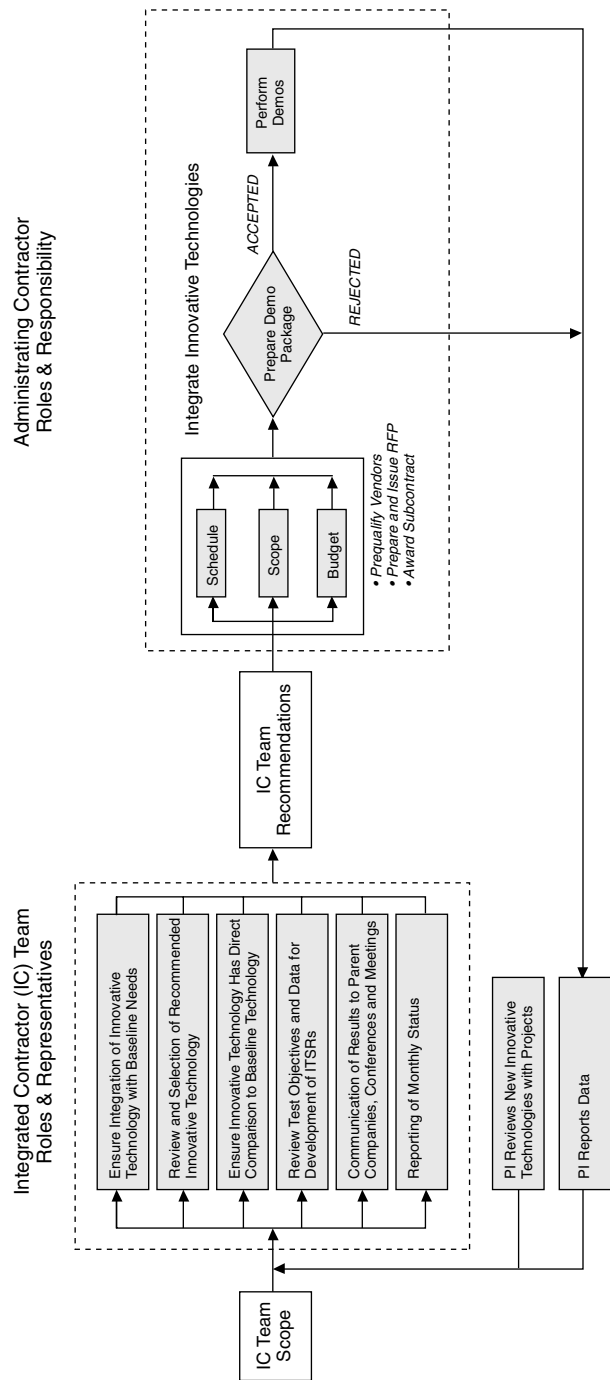 Integrated Contractor (IC) Team
Roles & Representatives
Administrating Contractor
Roles & Responsibility
IC Team
Scope
Ensure Integration of Innovative
Technology with Baseline Needs
Review and Selection of Recommended
Innovative Technology
Ensure Innovative Technology Has Direct
Comparison to Baseline Technology
Review Test Objectives and Data for
Development of ITSRs
Communication of Results to Parent
Companies, Conferences and Meetings
Reporting of Monthly Status
IC Team
Recommendations
Integrate Innovative Technologies
Schedule
Scope
Budget
• Prequalify Vendors
• Prepare and Issue RFP
• Award Subcontract
Prepare Demo
Package
ACCEPTED
REJECTED
Perform
Demos
PI Reviews New Innovative
Technologies with Projects
PI Reports Data